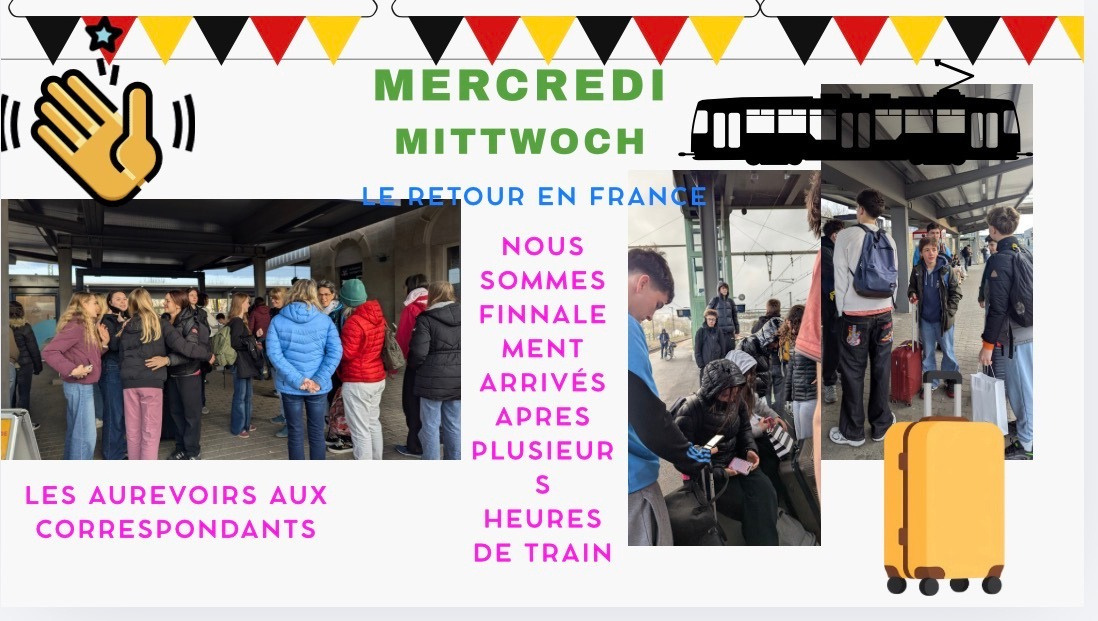 MERCREDI
MITTWOCH
LE RETOUR EN FRANCE
NOUS
SOMMES
FINNALE
MENT
ARRIVÉS
APRES
PLUSIEUR
S
HEURES
DE TRAIN
LES AUREVOIRS AUX
CORRESPONDANTS